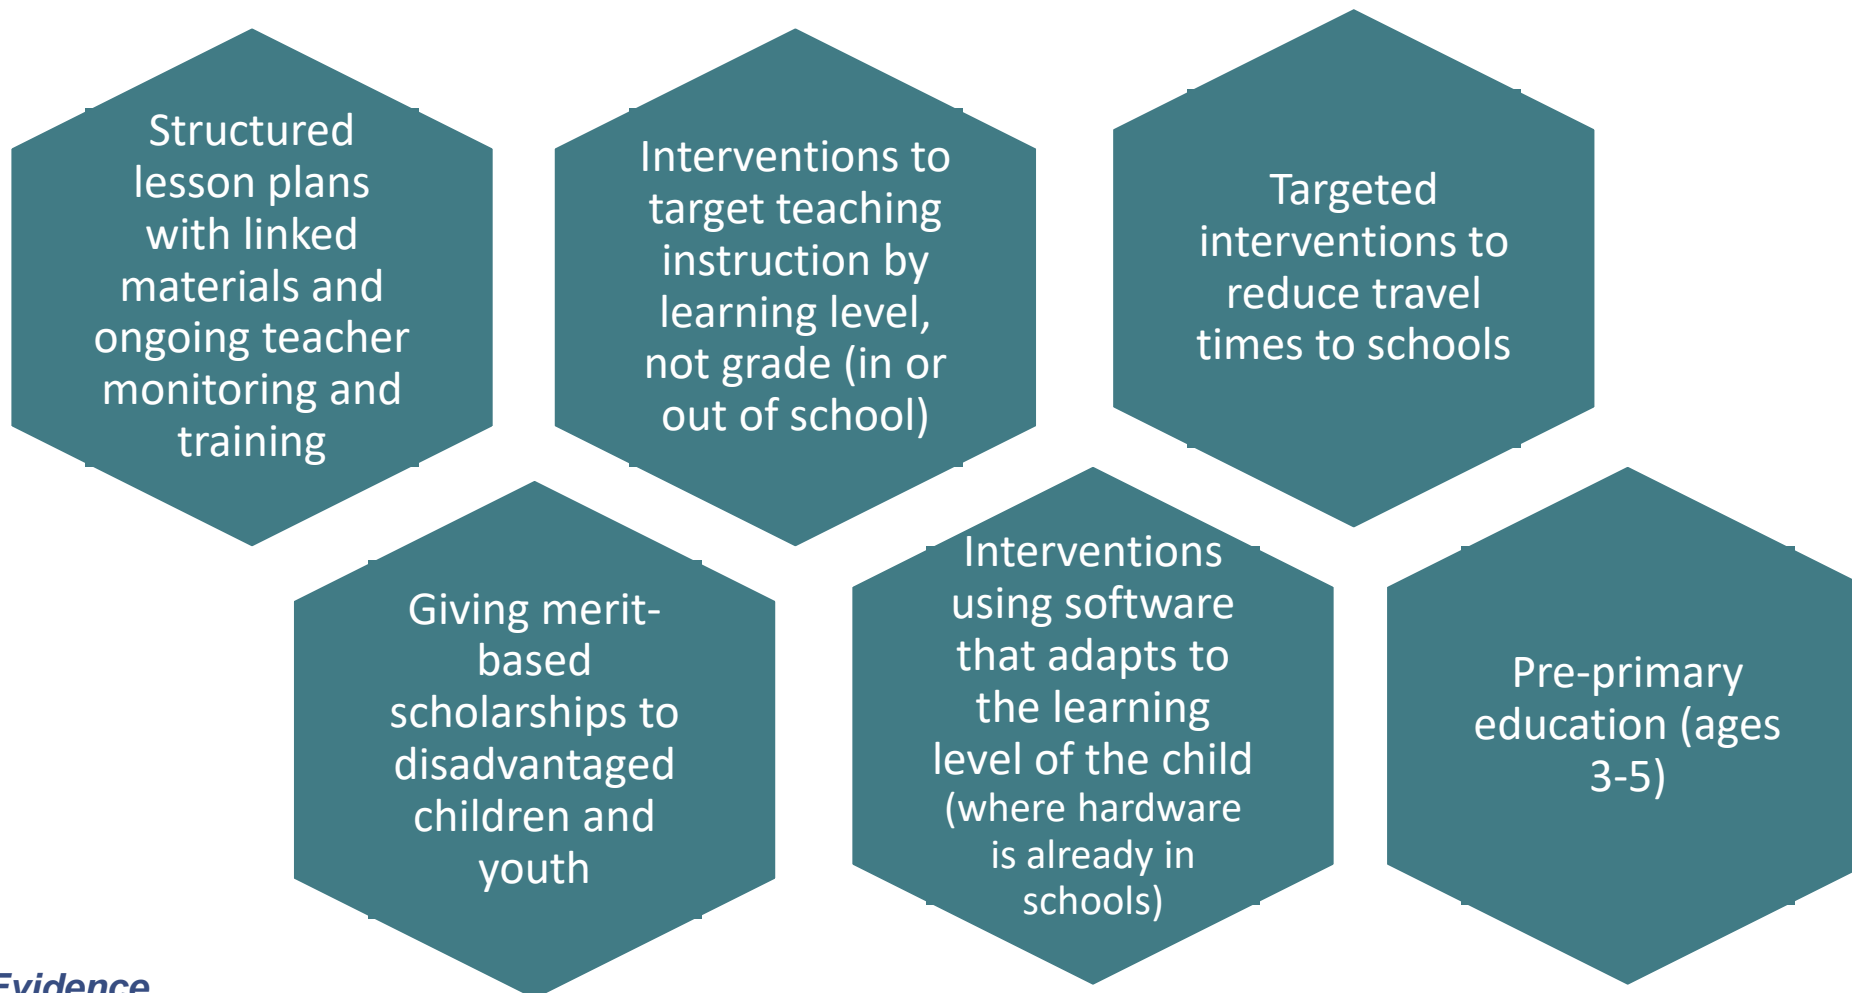 Structured
lesson plans
with linked
materials and
ongoing teacher
monitoring and
training
Interventions to
target teaching
instruction by
learning level,
not grade (in or
out of school)
Targeted
interventions to
reduce travel
times to schools
Giving merit-
based
scholarships to
disadvantaged
children and
youth
Interventions
using software
that adapts to
the learning
level of the child
(where hardware
is already in
schools)
Pre-primary
education (ages
3-5)
Evidence